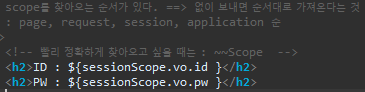 scope를 찾아오는 순서가 있다. ==> 없이 보내면 순서대로 가져온다는 것
: page, request, session, application 순
>
<!-- 빨리 정확하게 찾아오고 싶을 때는 : ~~Scope -->
<h2>ID : ${sessionScope.vo.id }</h2>
<h2>PW : ${sessionScope.vo.pw }</h2>